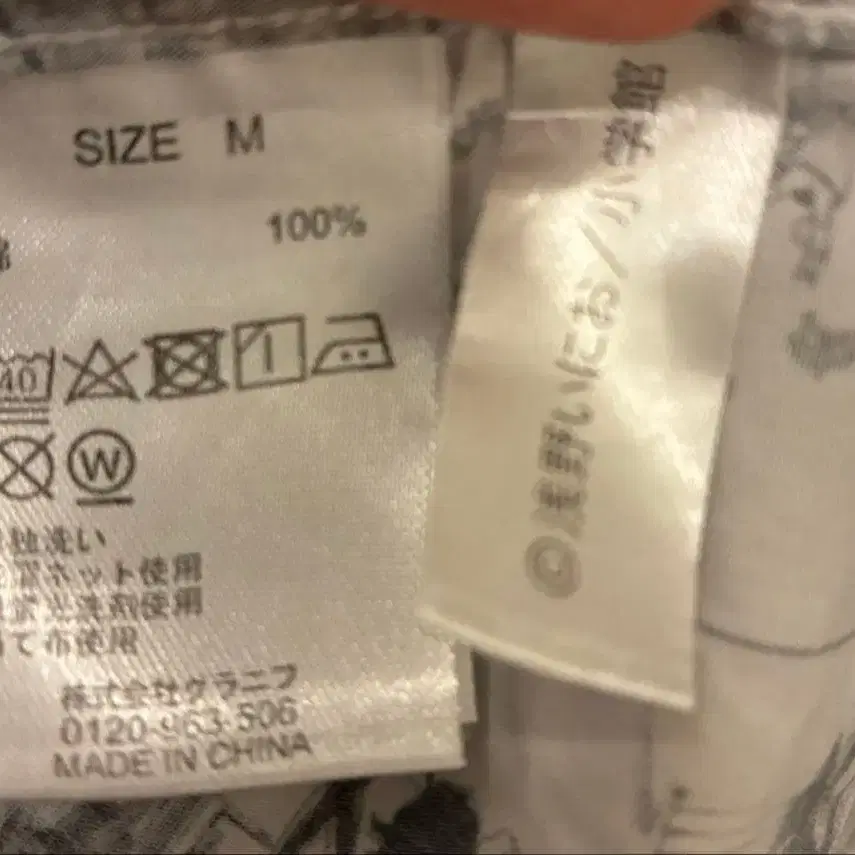 SIZE M
100%
40
W
洗い
ネット使用
洗剤使用
て布使用
株式会社グラニフ
0120-963-506
MADE IN CHINA
©浅野いにお/小学館